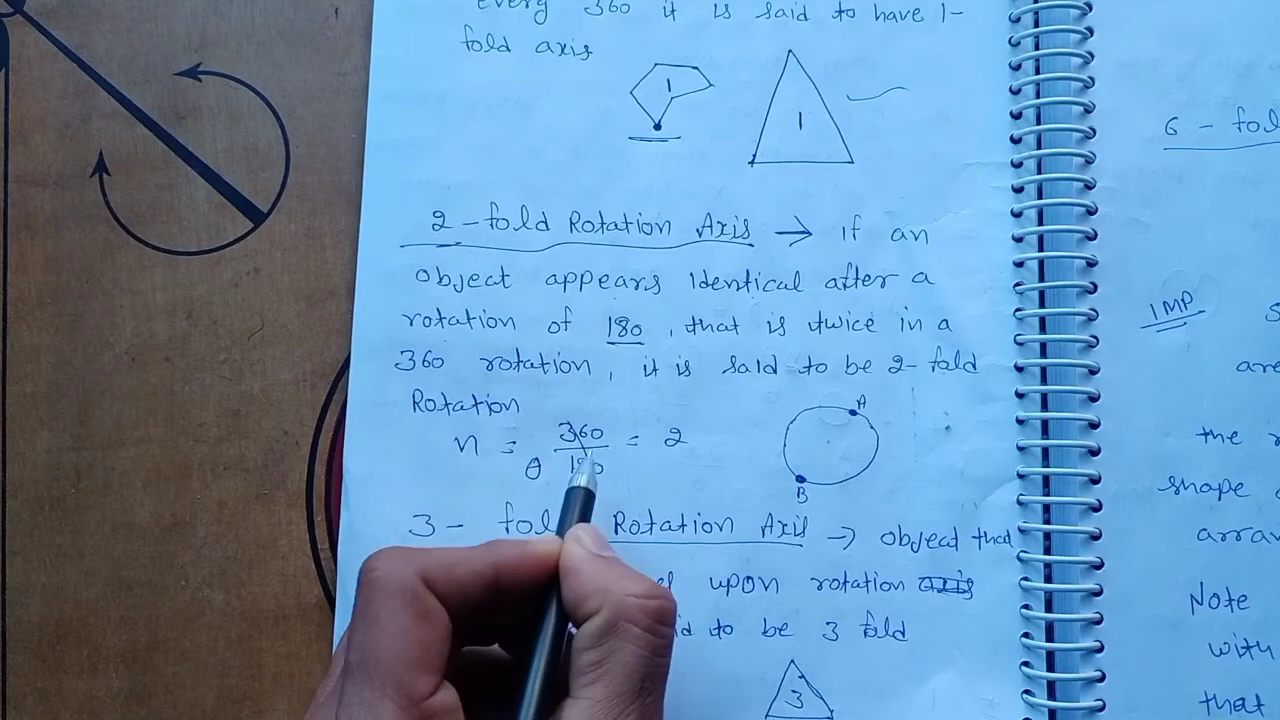 Every 360 it is said to have 1-
fold axis
1
1
2-fold Rotation Axis → if an
object appears identical after a
rotation of 180, that is twice in a
360 rotation, it is said to be 2-fold
Rotation
n = 360 = 2
θ 180
A
B
3- fol Rotation Axis → object that
upon rotation
to be 3 fold
3
6 - fol
IMP S
are
the
shape
arra
Note
with
that